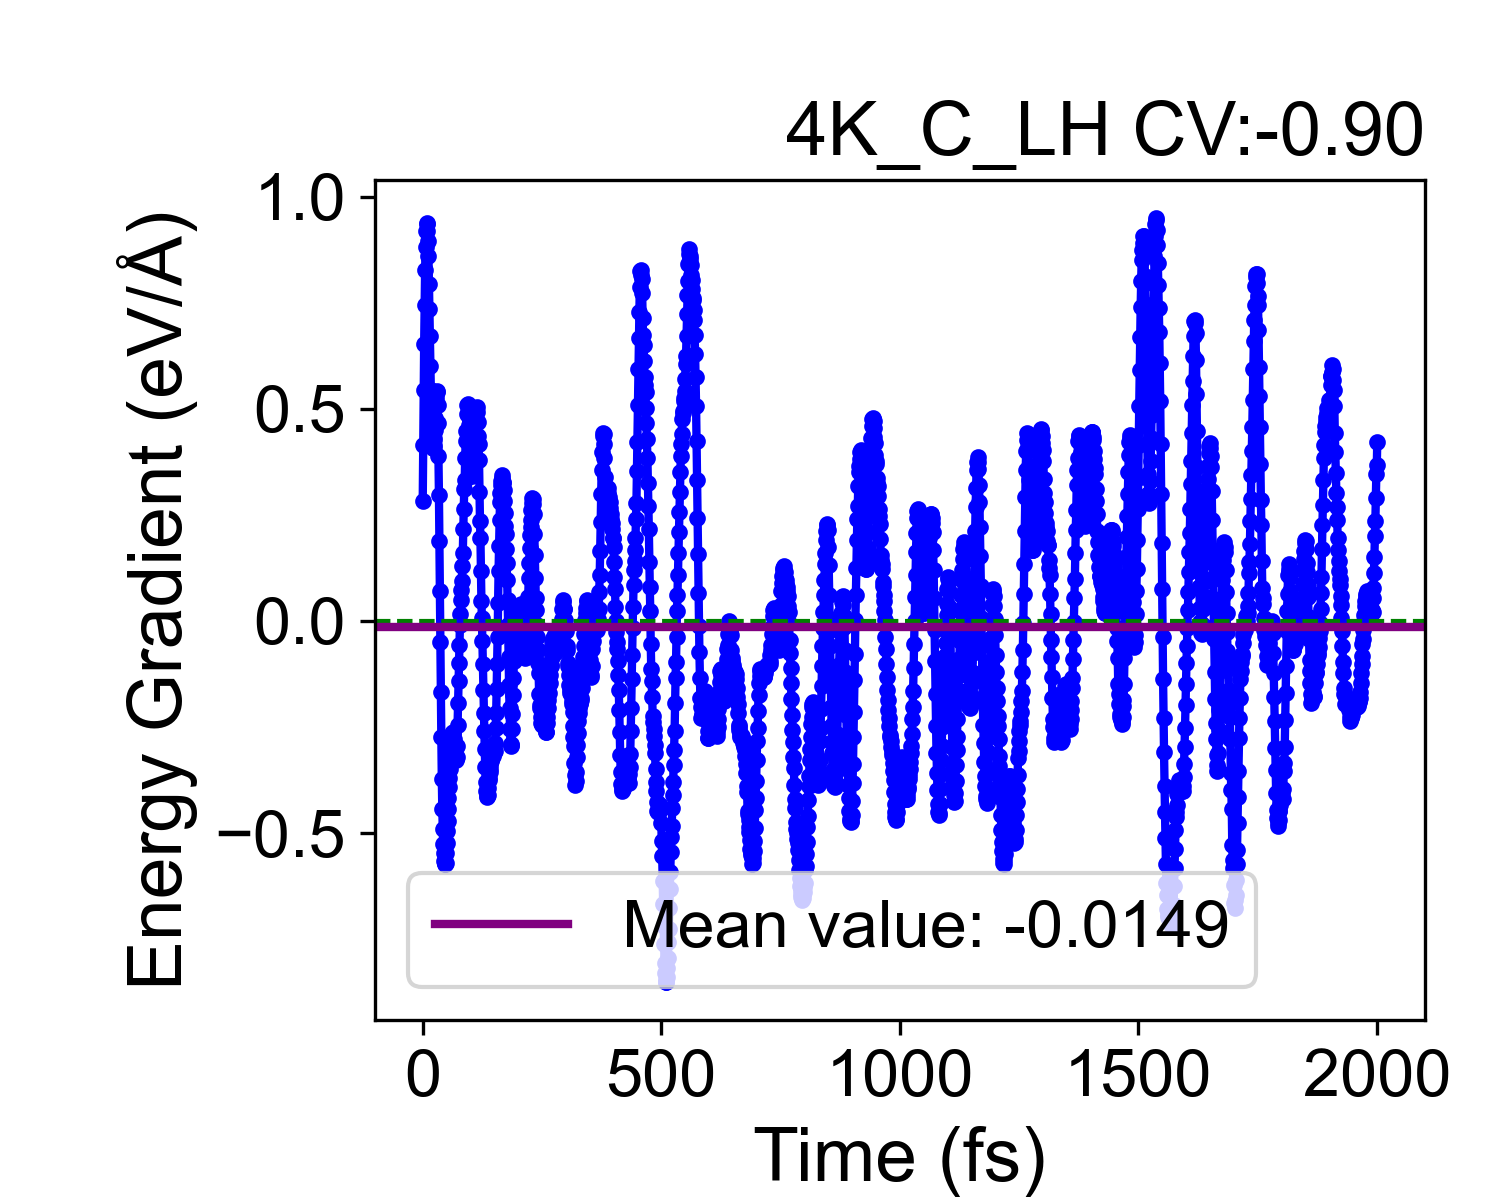 4K_C_LH CV:-0.90
Energy Gradient (eV/Å)
1.0
0.5
0.0
−0.5
Mean value: -0.0149
0 500 1000 1500 2000
Time (fs)